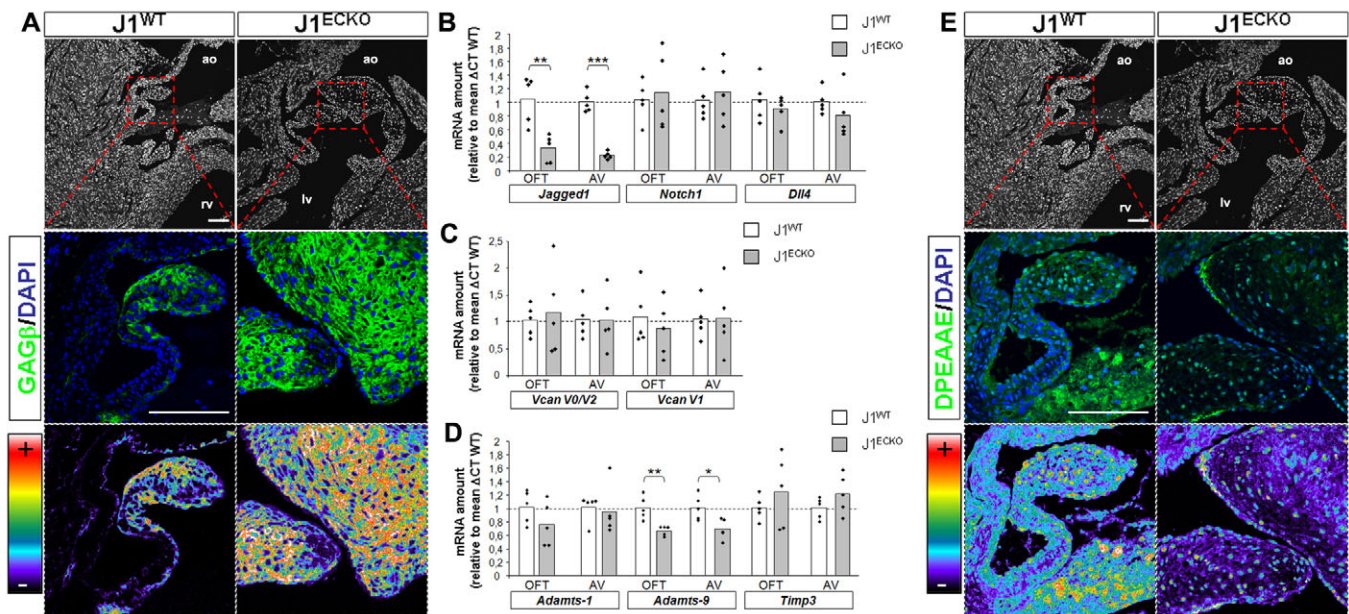 A
J1WT
J1ECKO
ao
ao
lv
rv
GAGβ/DAPI
+
-
B
J1WT
J1ECKO
mRNA amount
(relative to mean ΔCT WT)
2
1,8
1,6
1,4
1,2
1
0,8
0,6
0,4
0,2
0
**
***
OFT AV OFT AV OFT AV
Jagged1 Notch1 Dll4
C
J1WT
J1ECKO
mRNA amount
(relative to mean ΔCT WT)
2,5
2
1,5
1
0,5
0
OFT AV OFT AV
Vcan V0/V2 Vcan V1
D
J1WT
J1ECKO
mRNA amount
(relative to mean ΔCT WT)
2
1,8
1,6
1,4
1,2
1
0,8
0,6
0,4
0,2
0
**
*
OFT AV OFT AV OFT AV
Adamts-1 Adamts-9 Timp3
E
J1WT
J1ECKO
ao
ao
lv
rv
DPEAAE/DAPI
+
-